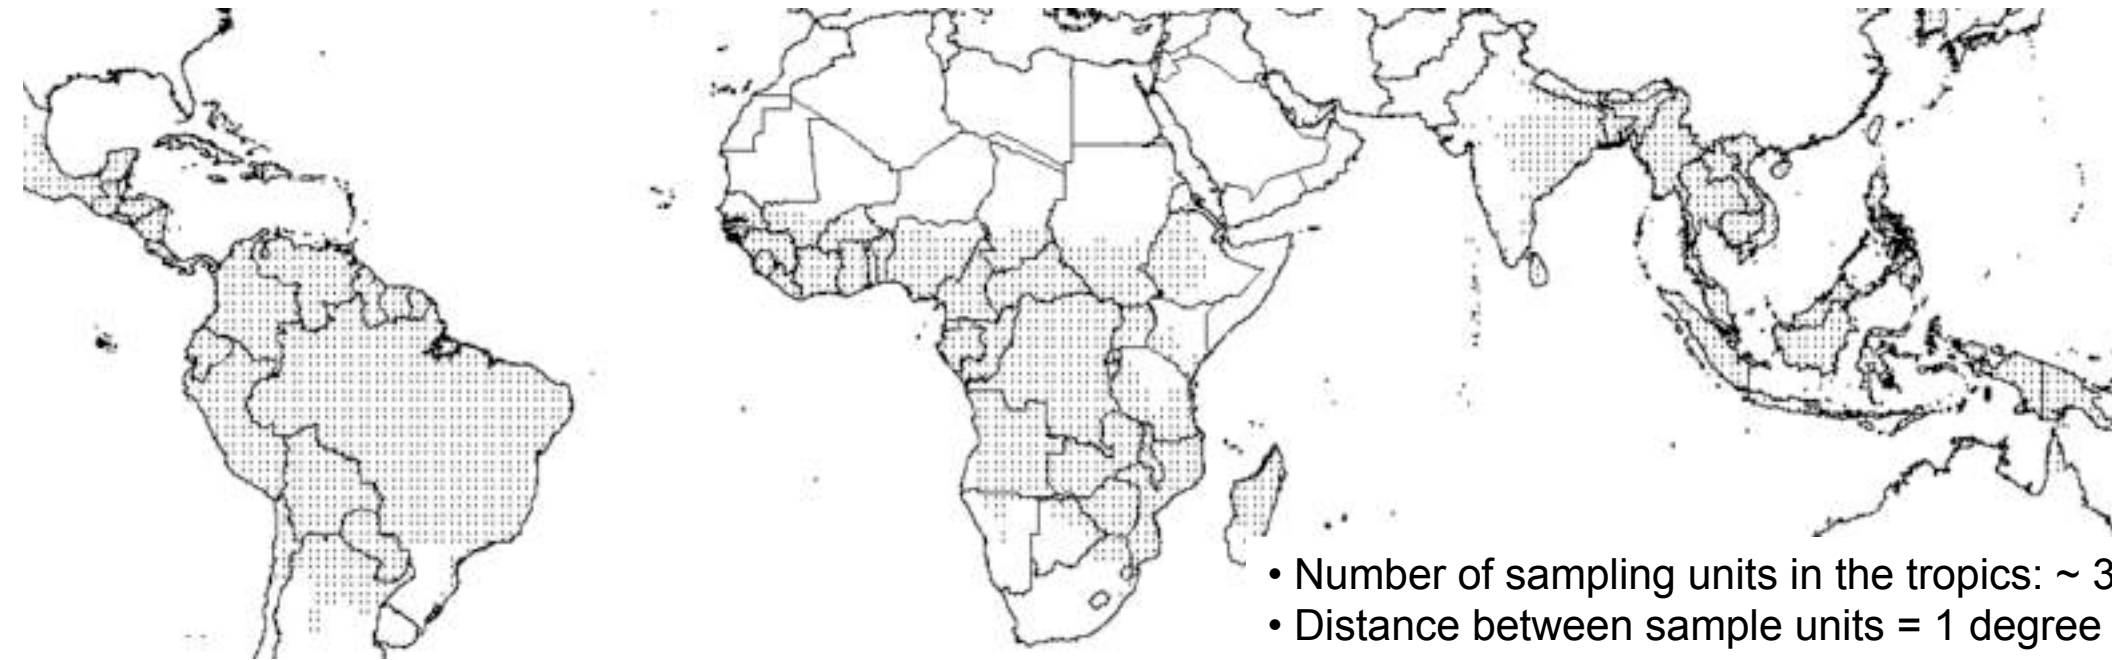 • Number of sampling units in the tropics: ~ 3
• Distance between sample units = 1 degree